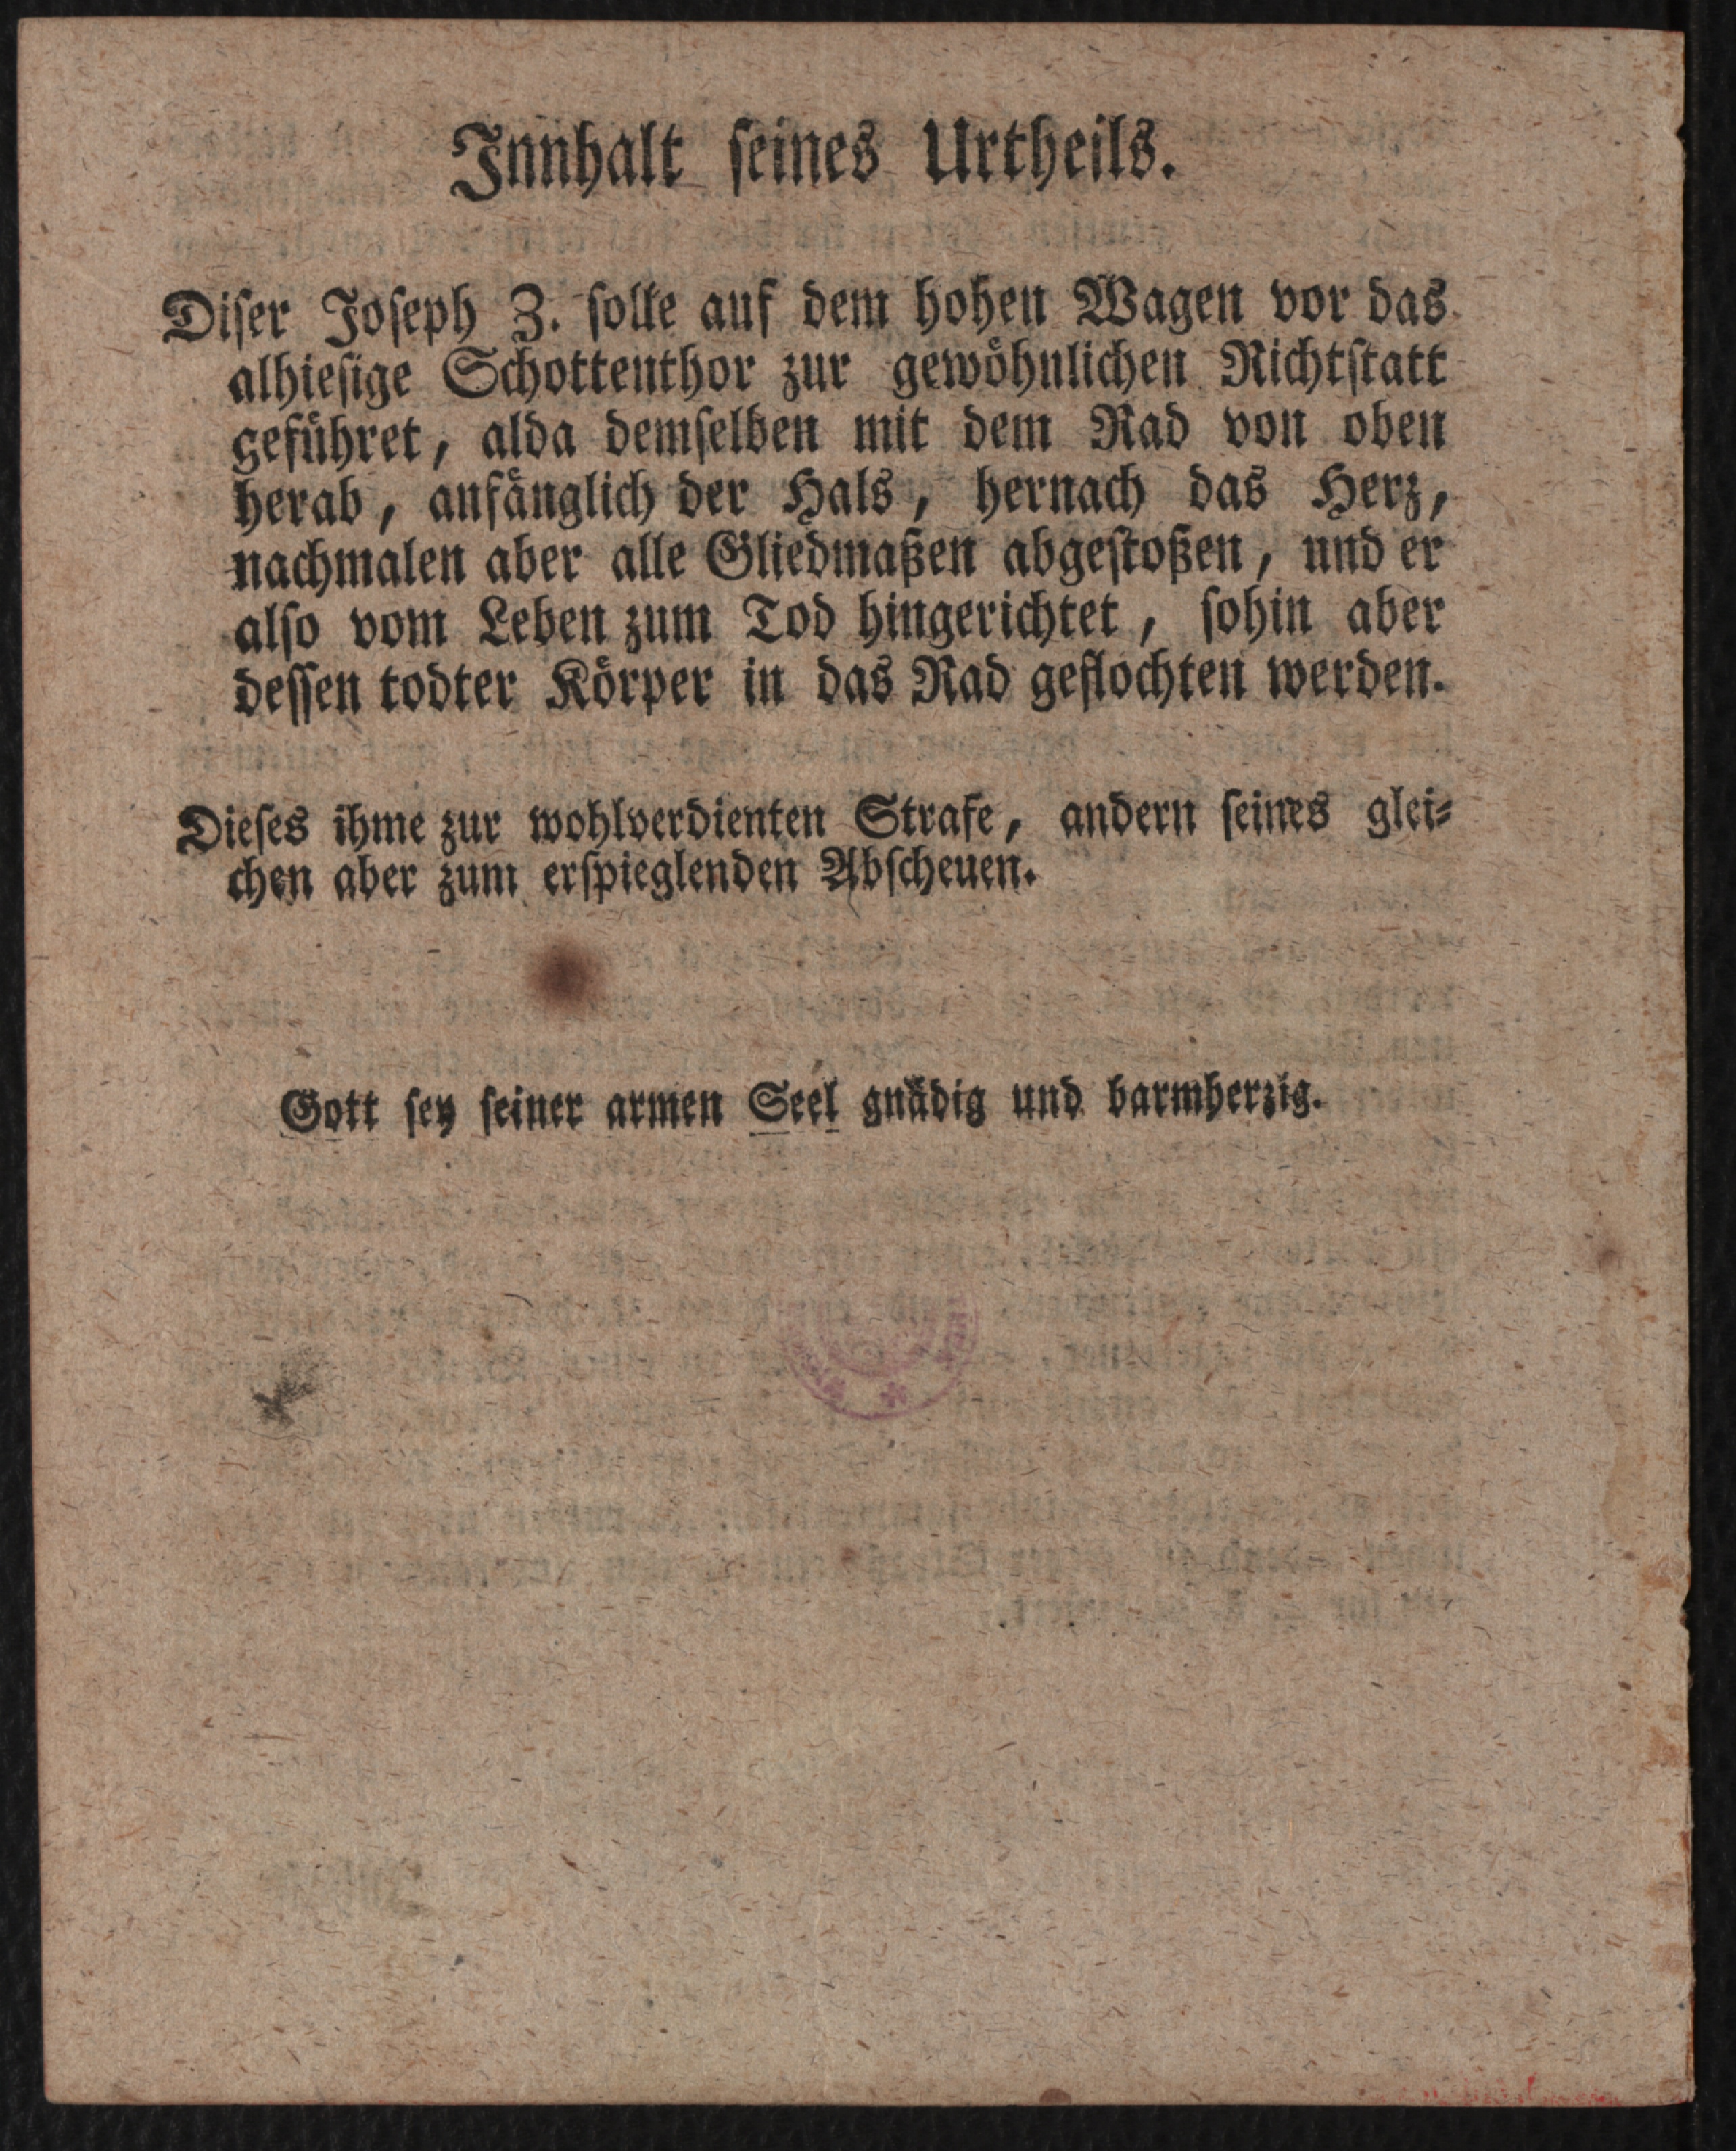 Innhalt seines Urtheils.
Diser Joseph Z. solle auf dem hohen Wagen vor das
alhiesige Schottenthor zur gewöhnlichen Richtstatt
geführet, alda demselben mit dem Rad von oben
herab, anfänglich der Hals, hernach das Herz,
nachmalen aber alle Gliedmaßen abgestoßen, und er
also vom Leben zum Tod hingerichtet, sohin aber
dessen todter Körper in das Rad geflochten werden.
Dieses ihme zur wohlverdienten Strafe, andern seines glei-
chen aber zum erspieglenden Abscheuen.
Gott sey seiner armen Seel gnädig und barmherzig.